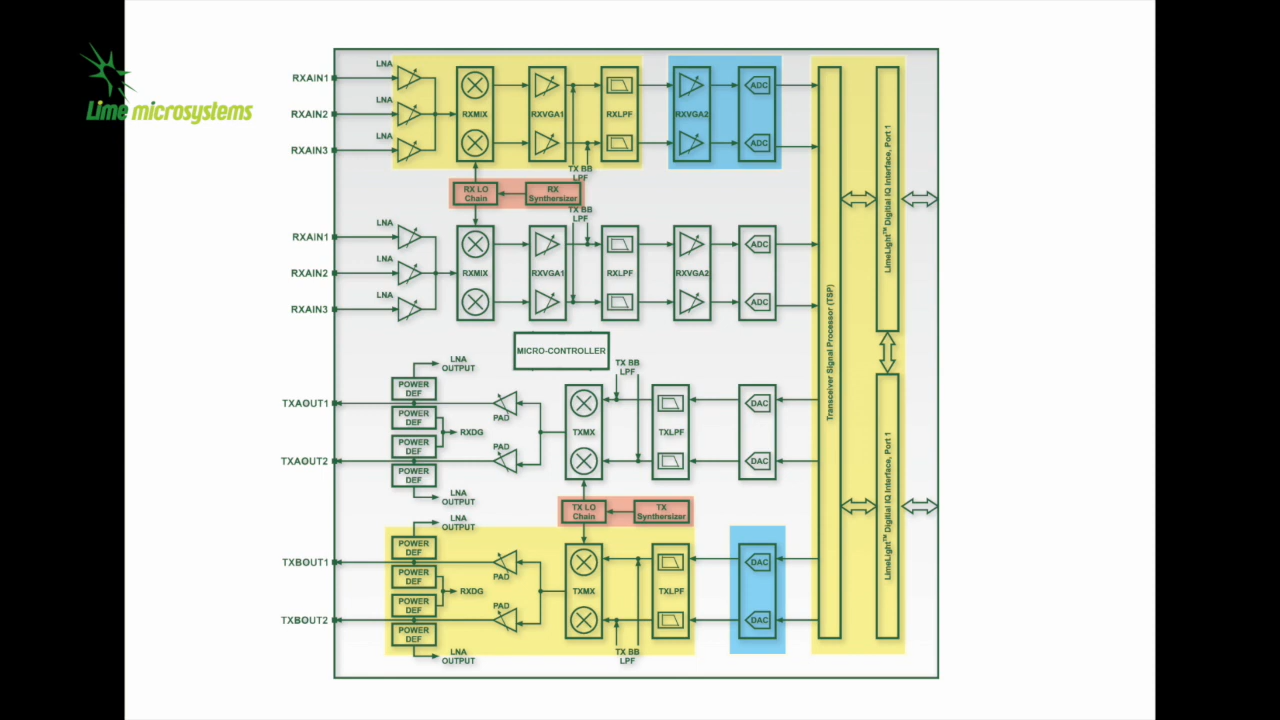 Lime microsystems
LNA
RXAIN1
LNA
RXAIN2
RXMIX
RXVGA1
RXLPF
RXVGA2
ADC
LNA
RXAIN3
ADC
TX BB
LPF
RX LO
Chain
RX
Synthersizer
TX BB
LPF
LNA
RXAIN1
LNA
RXAIN2
RXMIX
RXVGA1
RXLPF
RXVGA2
ADC
LNA
RXAIN3
ADC
MICRO-CONTROLLER
LNA
OUTPUT
TX BB
LPF
POWER
DEF
TXAOUT1
PAD
DAC
POWER
DEF
RXDG
TXMX
TXLPF
POWER
DEF
PAD
TXAOUT2
DAC
POWER
DEF
LNA
OUTPUT
TX LO
Chain
TX
Synthersizer
LNA
OUTPUT
POWER
DEF
TXBOUT1
PAD
DAC
POWER
DEF
RXDG
TXMX
TXLPF
POWER
DEF
PAD
TXBOUT2
DAC
POWER
DEF
LNA
OUTPUT
TX BB
LPF
Transceiver Signal Processor (TSP)
LimeLight™ Digitial IQ Interface, Port 1
LimeLight™ Digitial IQ Interface, Port 1